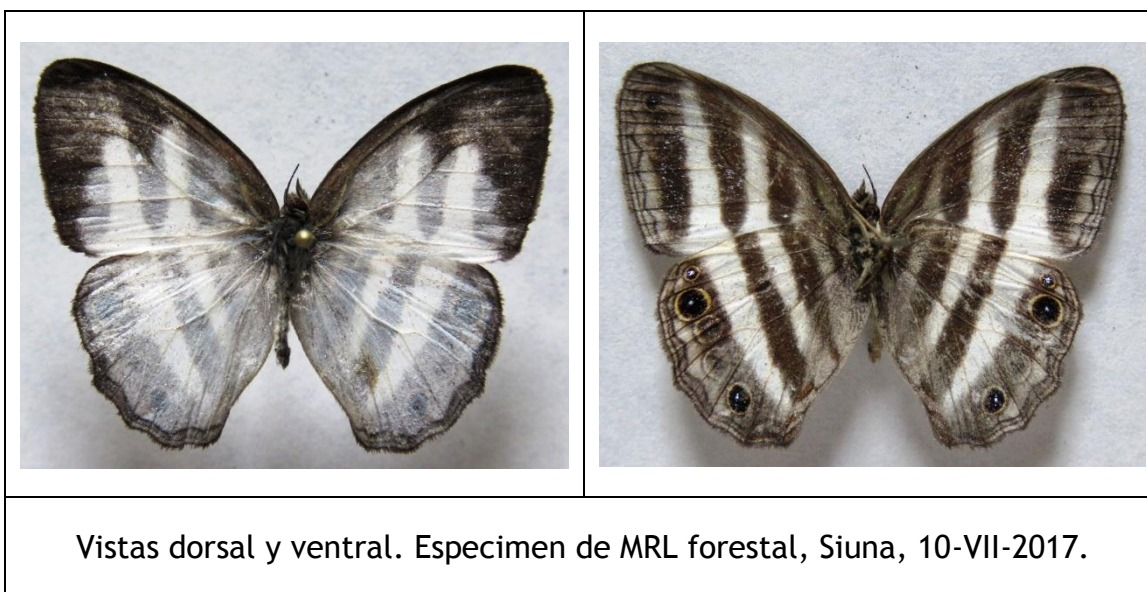 Vistas dorsal y ventral. Especimen de MRL forestal, Siuna, 10-VII-2017.